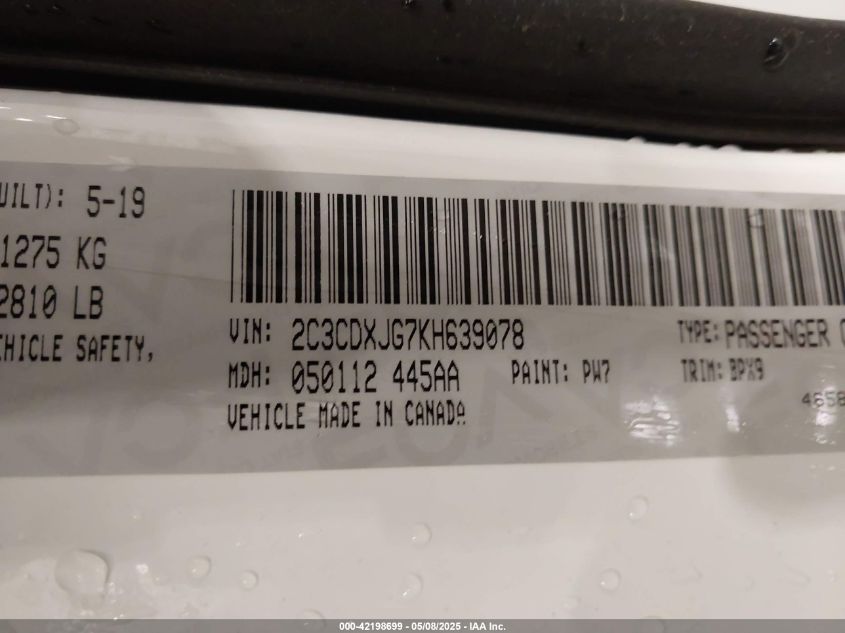 UILT): 5-19
1275 KG
2810 LB
EHICLE SAFETY,
VIN: 2C3CDXJG7KH639078
TYPE: PASSENGER
MDH: 050112 445AA
PAINT: PW7
TRIM: BPX9
VEHICLE MADE IN CANADA
4658
000-42198699 - 05/08/2025 - IAA Inc.